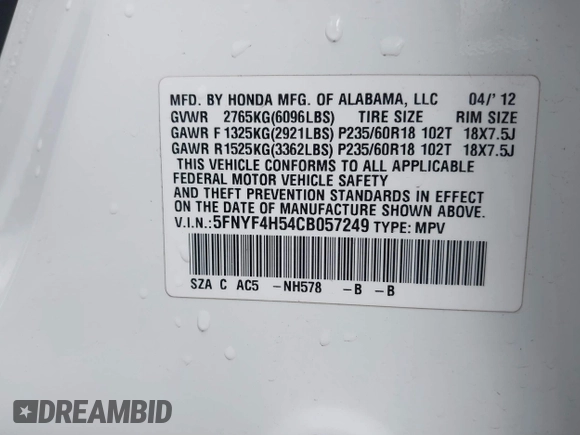 MFD. BY HONDA MFG. OF ALABAMA, LLC 04/'12
GVWR 2765KG(6096LBS) TIRE SIZE RIM SIZE
GAWR F 1325KG(2921LBS) P235/60R18 102T 18X7.5J
GAWR R1525KG(3362LBS) P235/60R18 102T 18X7.5J
THIS VEHICLE CONFORMS TO ALL APPLICABLE
FEDERAL MOTOR VEHICLE SAFETY
AND THEFT PREVENTION STANDARDS IN EFFECT
ON THE DATE OF MANUFACTURE SHOWN ABOVE.
V.I.N.:5FNYF4H54CB057249 TYPE: MPV
SZA C AC5 -NH578 -B -B
DREAMBID